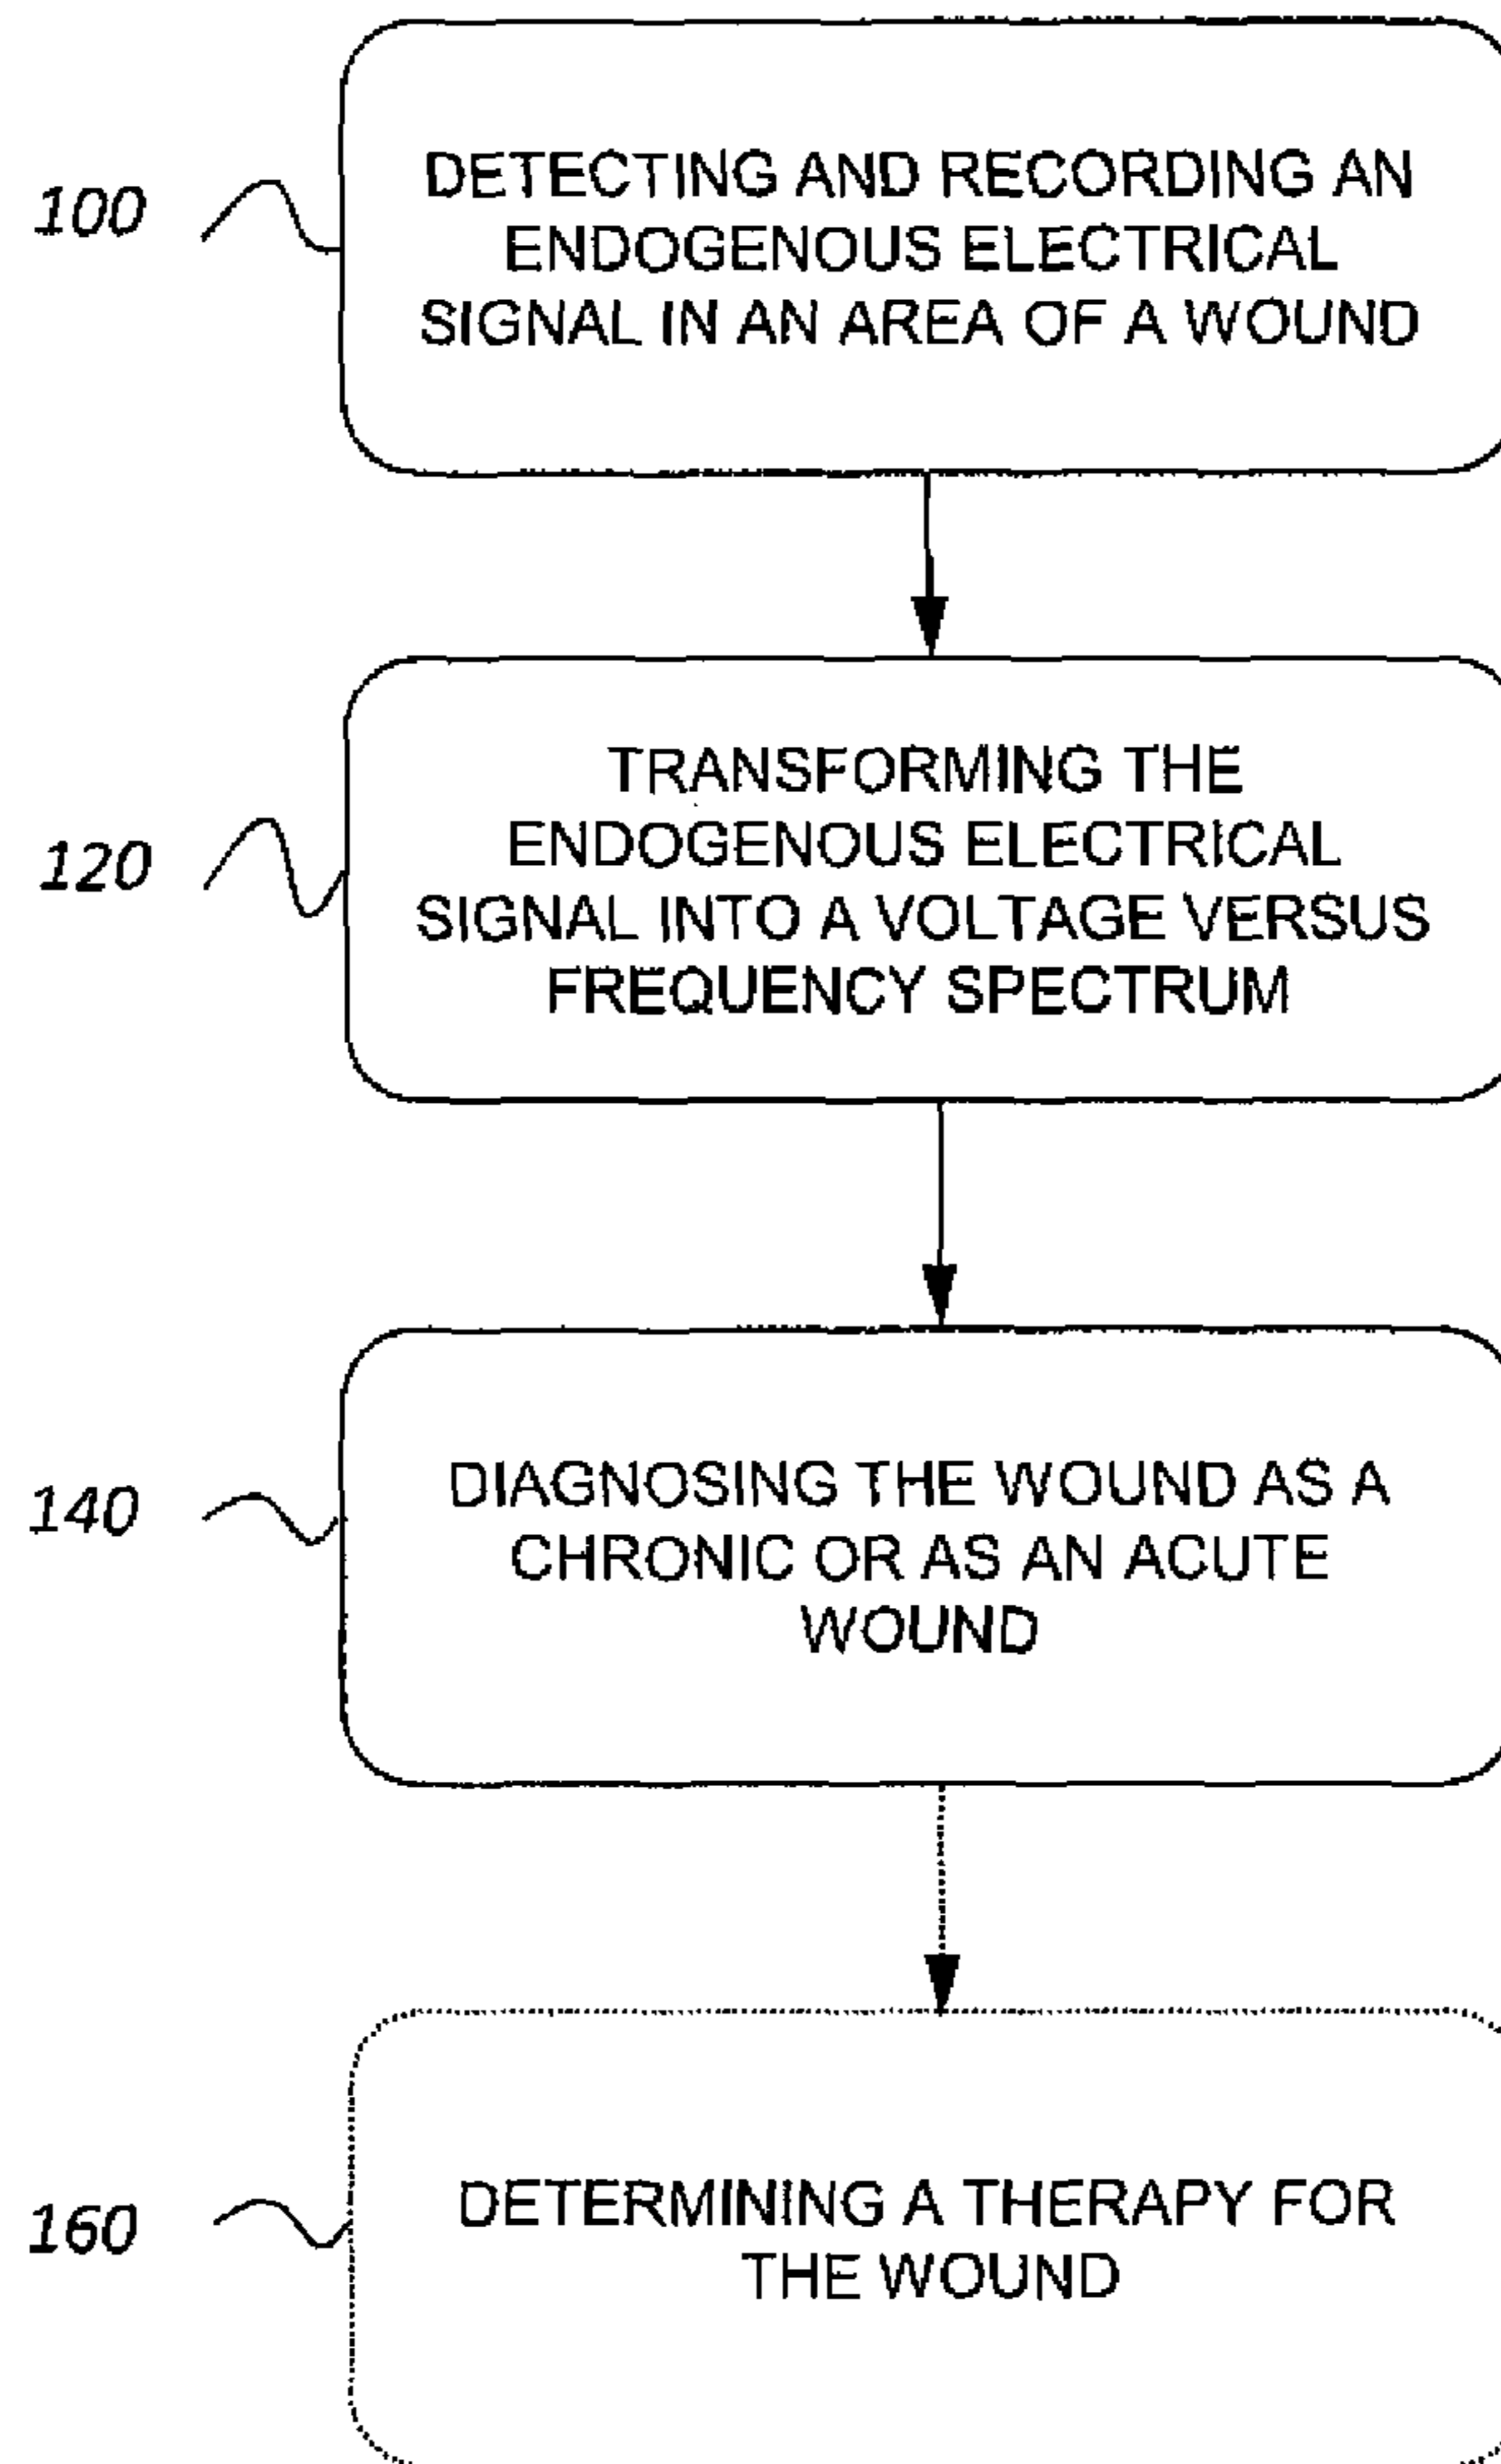 100
DETECTING AND RECORDING AN
ENDOGENOUS ELECTRICAL
SIGNAL IN AN AREA OF A WOUND
120
TRANSFORMING THE
ENDOGENOUS ELECTRICAL
SIGNAL INTO A VOLTAGE VERSUS
FREQUENCY SPECTRUM
140
DIAGNOSING THE WOUND AS A
CHRONIC OR AS AN ACUTE
WOUND
160
DETERMINING A THERAPY FOR
THE WOUND